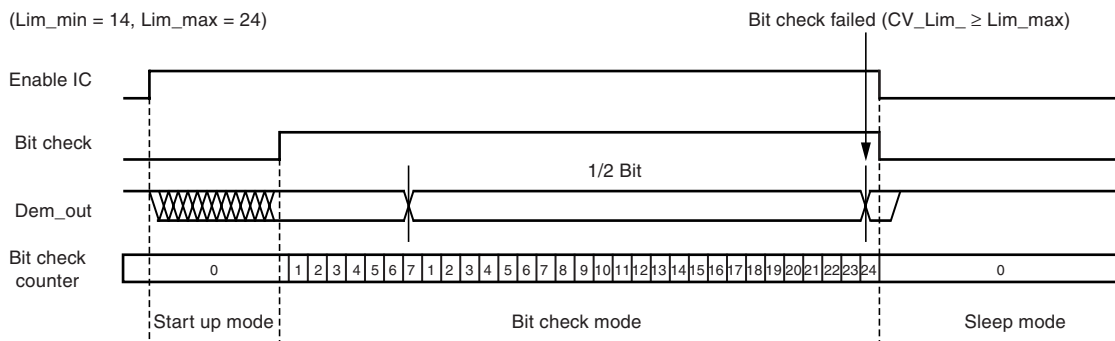 (Lim_min = 14, Lim_max = 24)
Bit check failed (CV_Lim_ ≥ Lim_max)
Enable IC
Bit check
1/2 Bit
Dem_out
Bit check counter
0 1 2 3 4 5 6 7 1 2 3 4 5 6 7 8 9 10 11 12 13 14 15 16 17 18 19 20 21 22 23 24 0
Start up mode
Bit check mode
Sleep mode